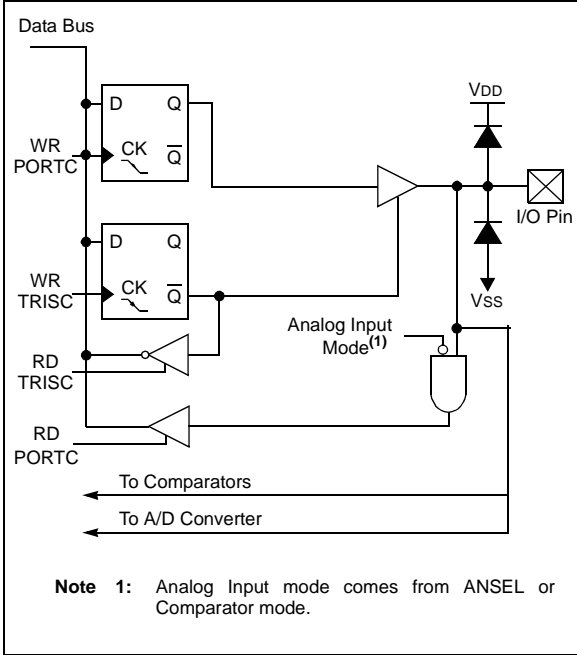 Data Bus
D Q
WR
PORTC
CK Q
VDD
I/O Pin
D Q
WR
TRISC
CK Q
VSS
Analog Input
Mode(1)
RD
TRISC
RD
PORTC
To Comparators
To A/D Converter
Note 1: Analog Input mode comes from ANSEL or
Comparator mode.